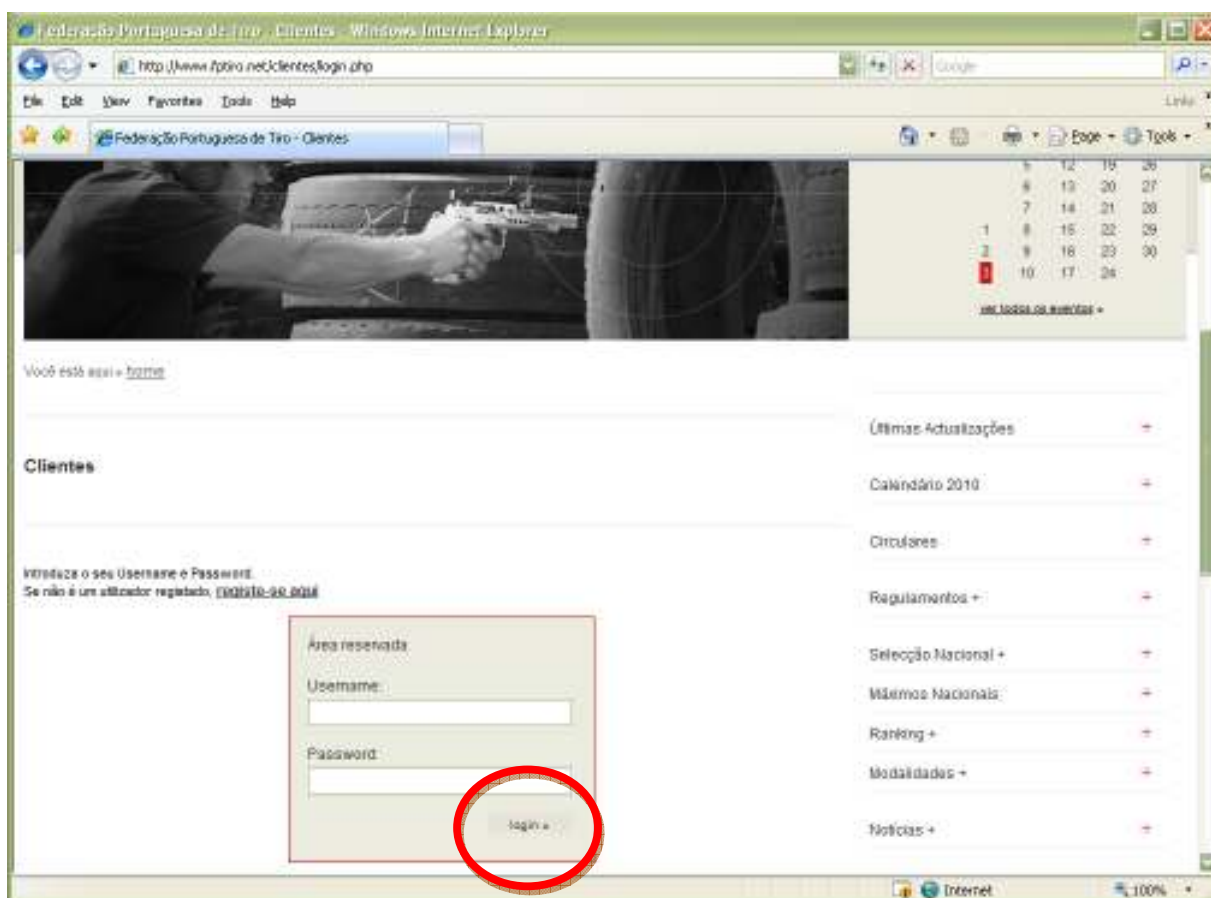 Federação Portuguesa de Tiro - Clientes - Windows Internet Explorer
http://www.fptiro.net/clientes/login.php
Google
File Edit View Favorites Tools Help
Links
Federação Portuguesa de Tiro - Clientes
Page Tools
5 12 19 26
6 13 20 27
7 14 21 28
1 8 15 22 29
2 9 16 23 30
3 10 17 24
ver todos os eventos »
Você está aqui » home
Clientes
Introduza o seu Username e Password.
Se não é um utilizador registado, registe-se aqui
Área reservada
Username:
Password:
login »
Últimas Actualizações +
Calendário 2010 +
Circulares +
Regulamentos + +
Selecção Nacional + +
Máximos Nacionais +
Ranking + +
Modalidades + +
Notícias + +
Internet
100%